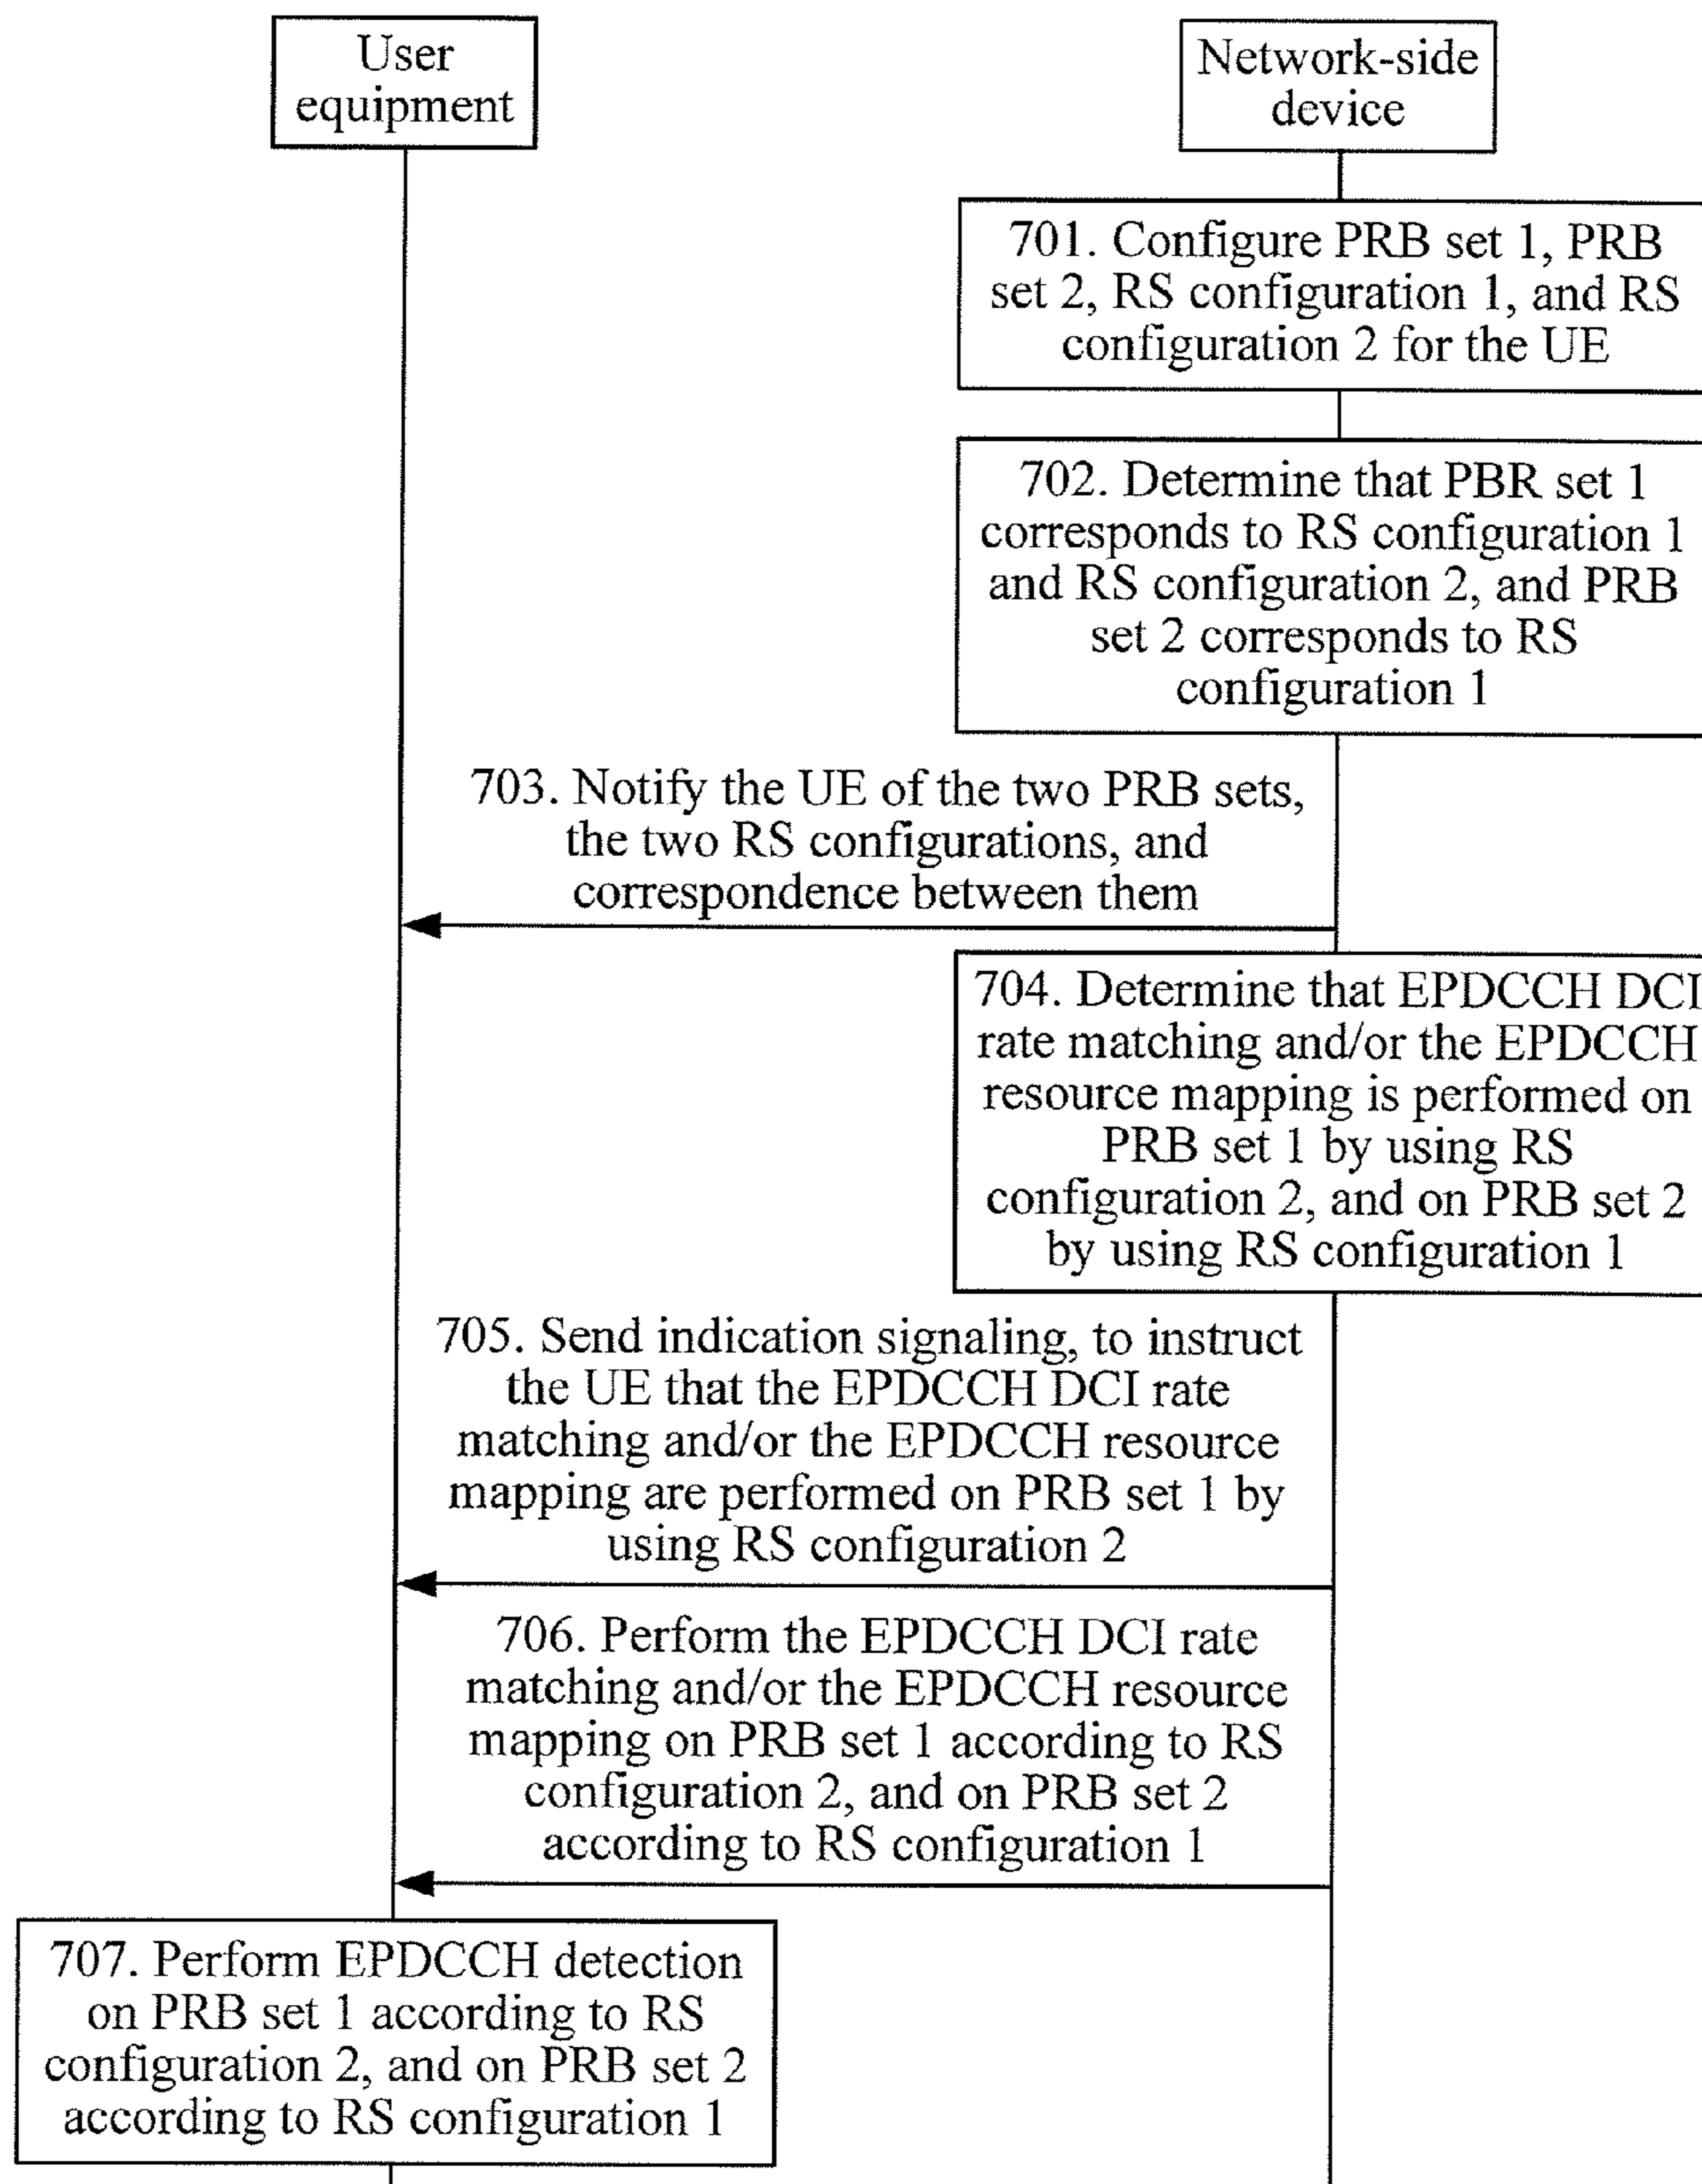 User
equipment
Network-side
device
701. Configure PRB set 1, PRB
set 2, RS configuration 1, and RS
configuration 2 for the UE
702. Determine that PBR set 1
corresponds to RS configuration 1
and RS configuration 2, and PRB
set 2 corresponds to RS
configuration 1
703. Notify the UE of the two PRB sets,
the two RS configurations, and
correspondence between them
704. Determine that EPDCCH DCI
rate matching and/or the EPDCCH
resource mapping is performed on
PRB set 1 by using RS
configuration 2, and on PRB set 2
by using RS configuration 1
705. Send indication signaling, to instruct
the UE that the EPDCCH DCI rate
matching and/or the EPDCCH resource
mapping are performed on PRB set 1 by
using RS configuration 2
706. Perform the EPDCCH DCI rate
matching and/or the EPDCCH resource
mapping on PRB set 1 according to RS
configuration 2, and on PRB set 2
according to RS configuration 1
707. Perform EPDCCH detection
on PRB set 1 according to RS
configuration 2, and on PRB set 2
according to RS configuration 1